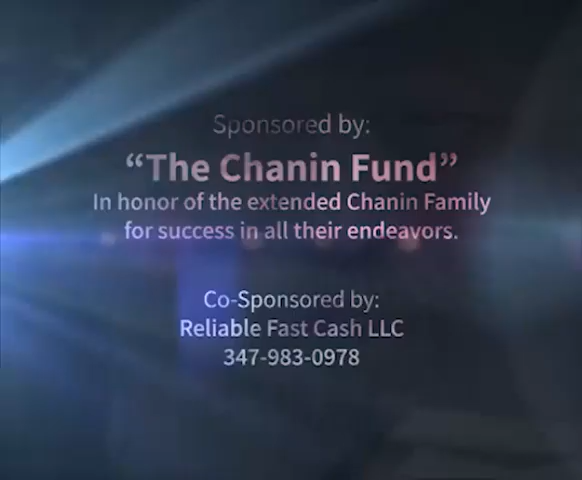 Sponsored by:
“The Chanin Fund”
In honor of the extended Chanin Family
for success in all their endeavors.
Co-Sponsored by:
Reliable Fast Cash LLC
347-983-0978